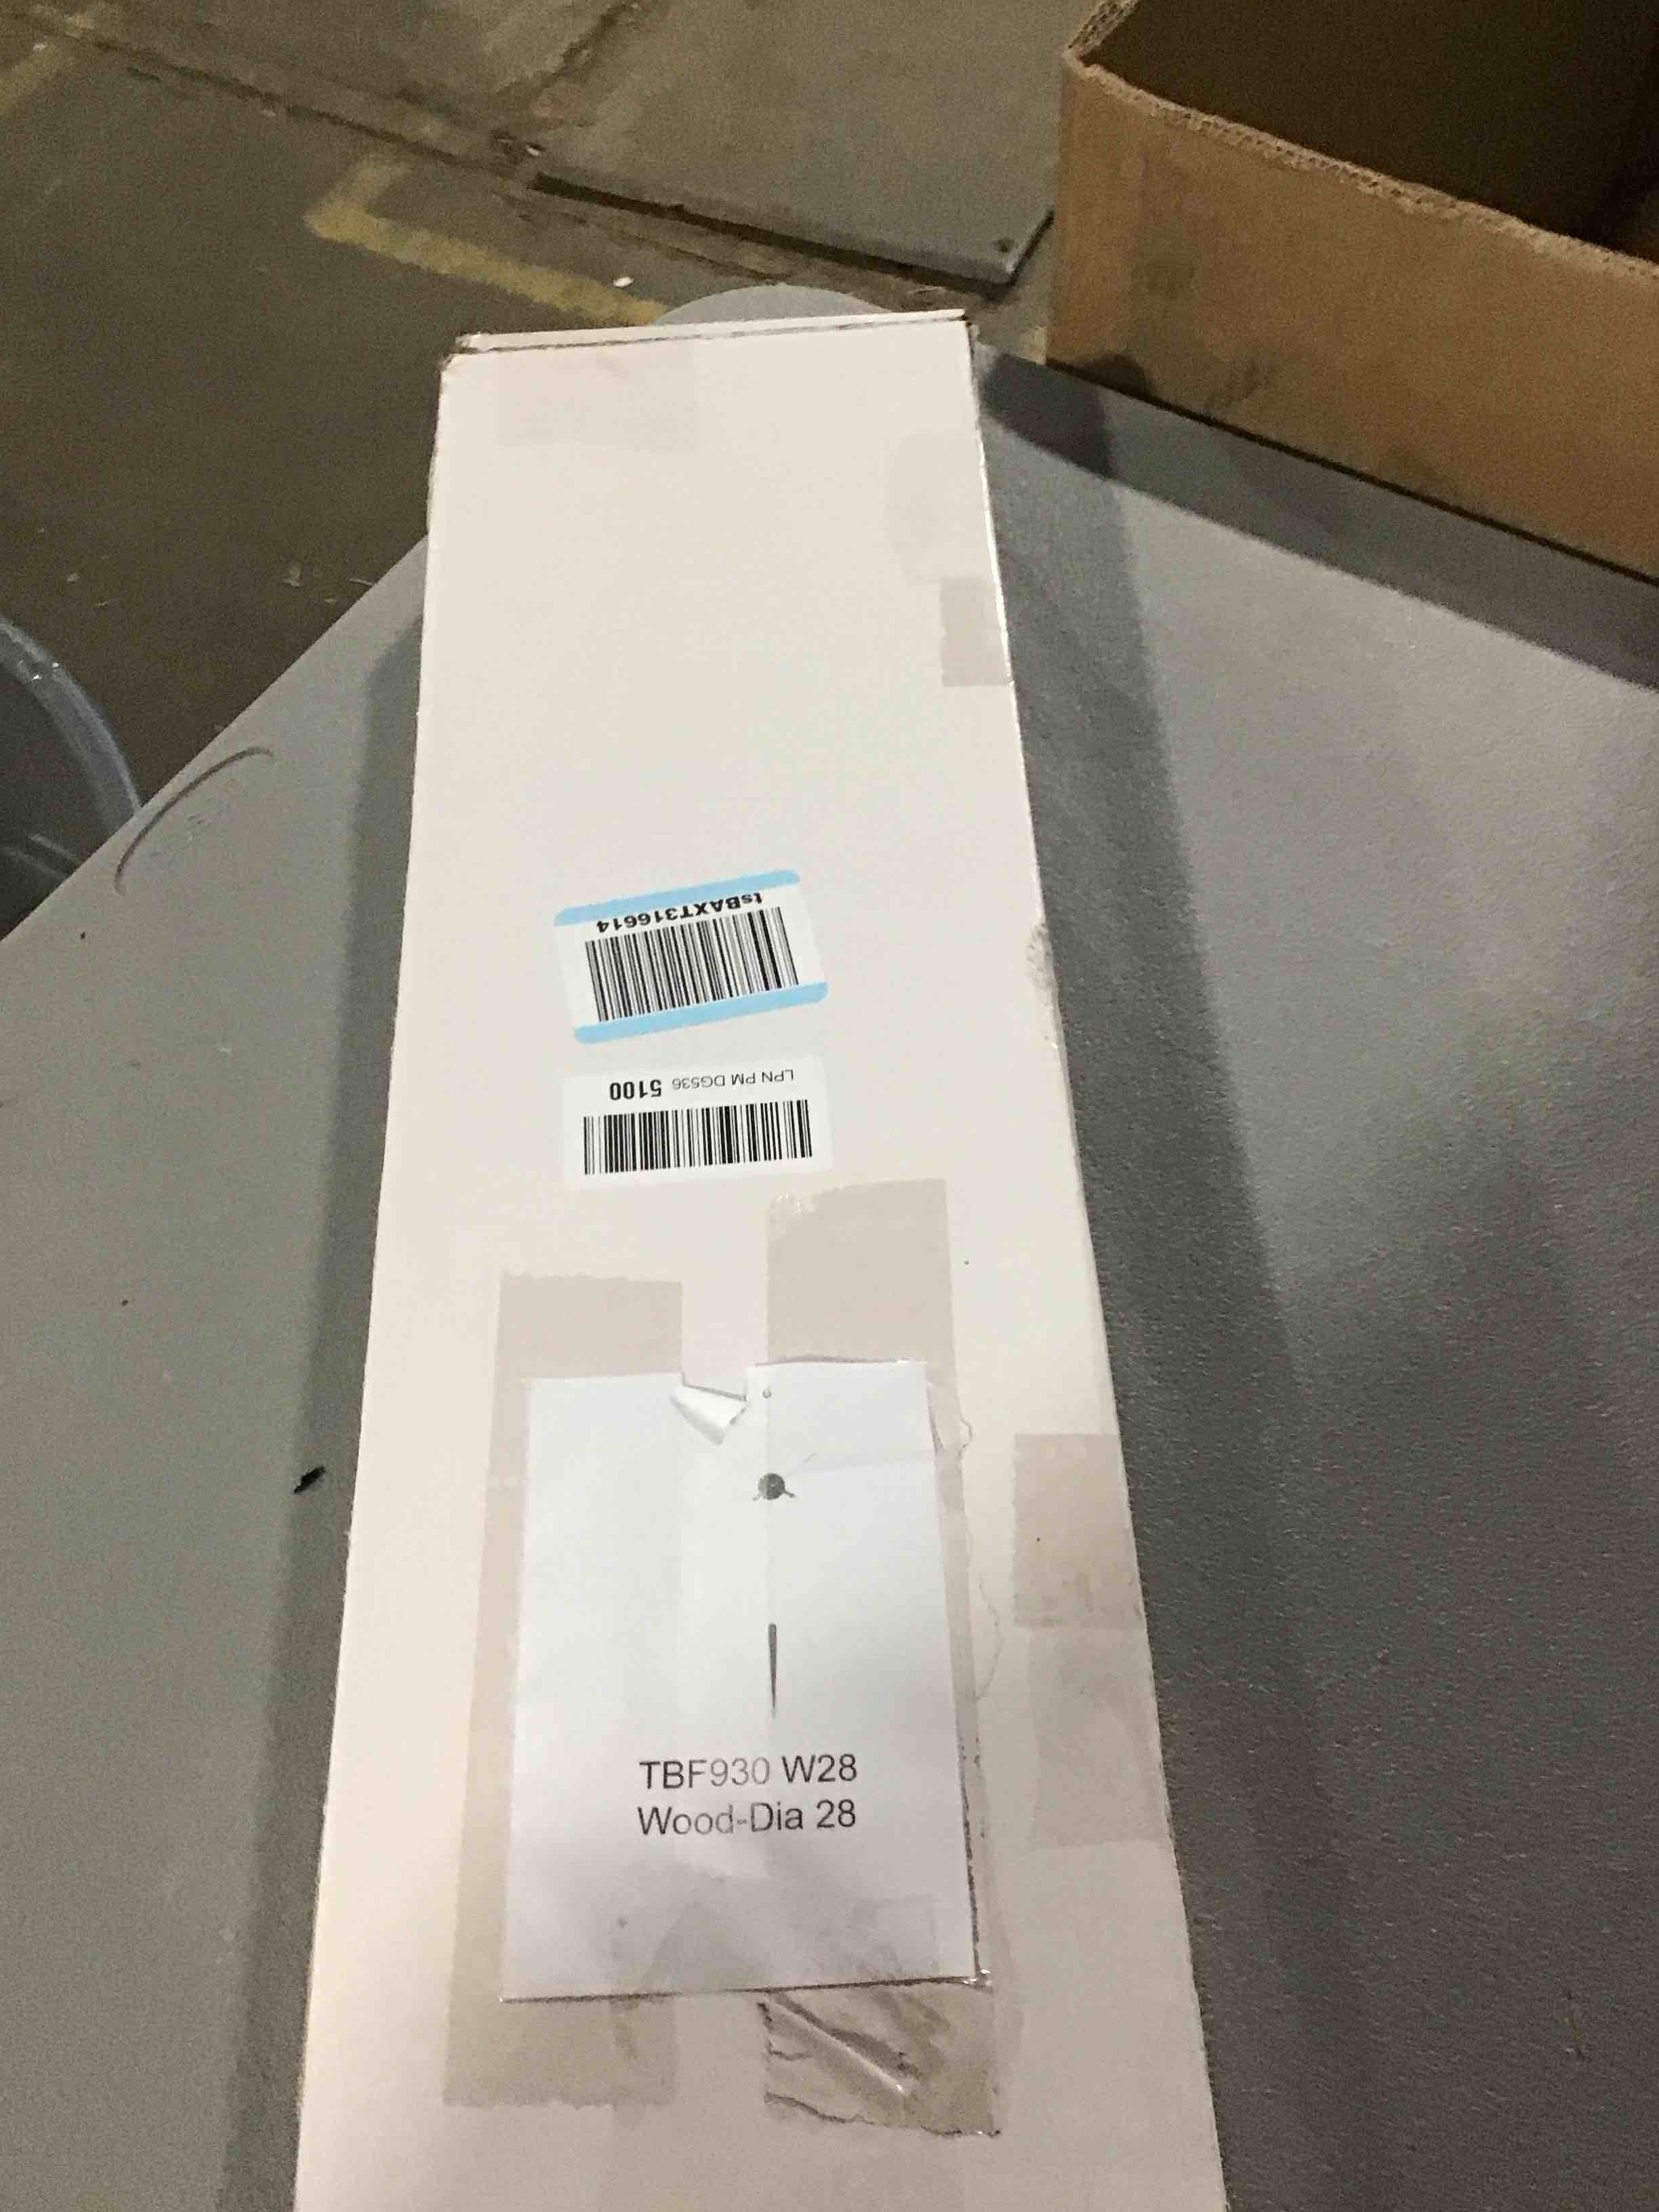 tsBAXT316614
LPN PM DG536 5100
TBF930 W28
Wood-Dia 28